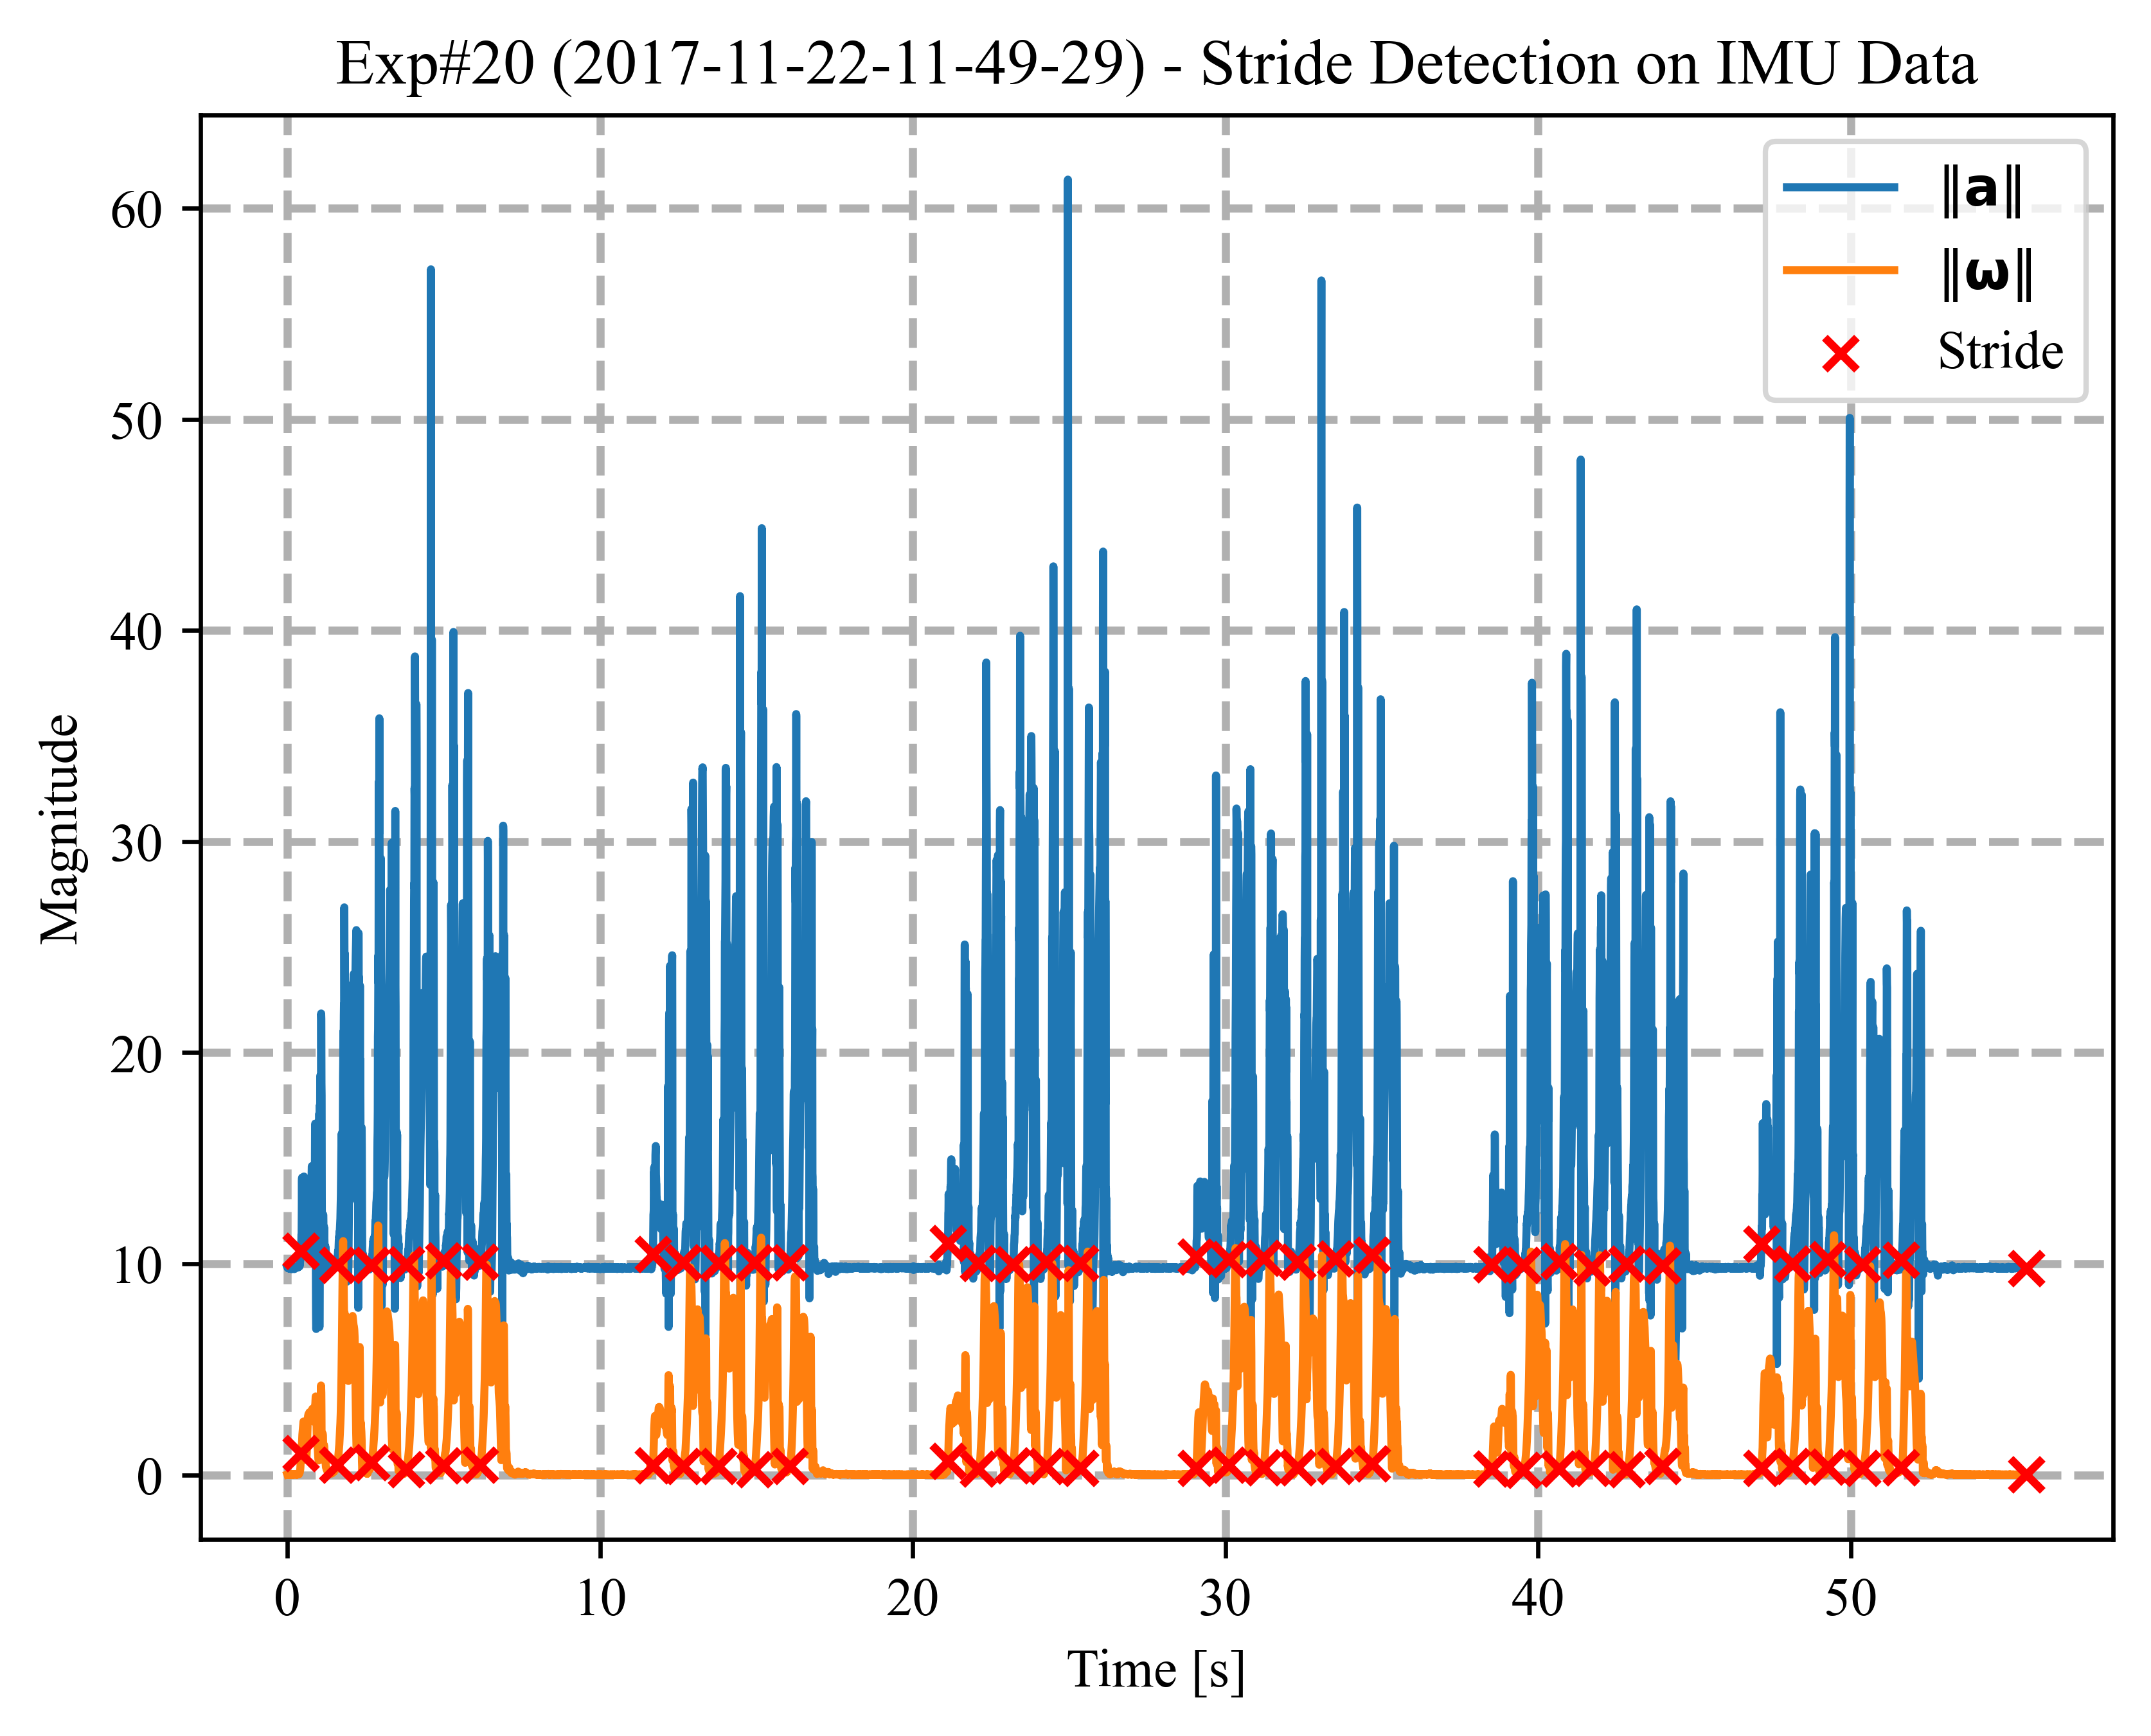 Exp#20 (2017-11-22-11-49-29) - Stride Detection on IMU Data
‖a‖
‖ω‖
Stride
60
50
40
30
20
10
0
Magnitude
0 10 20 30 40 50
Time [s]